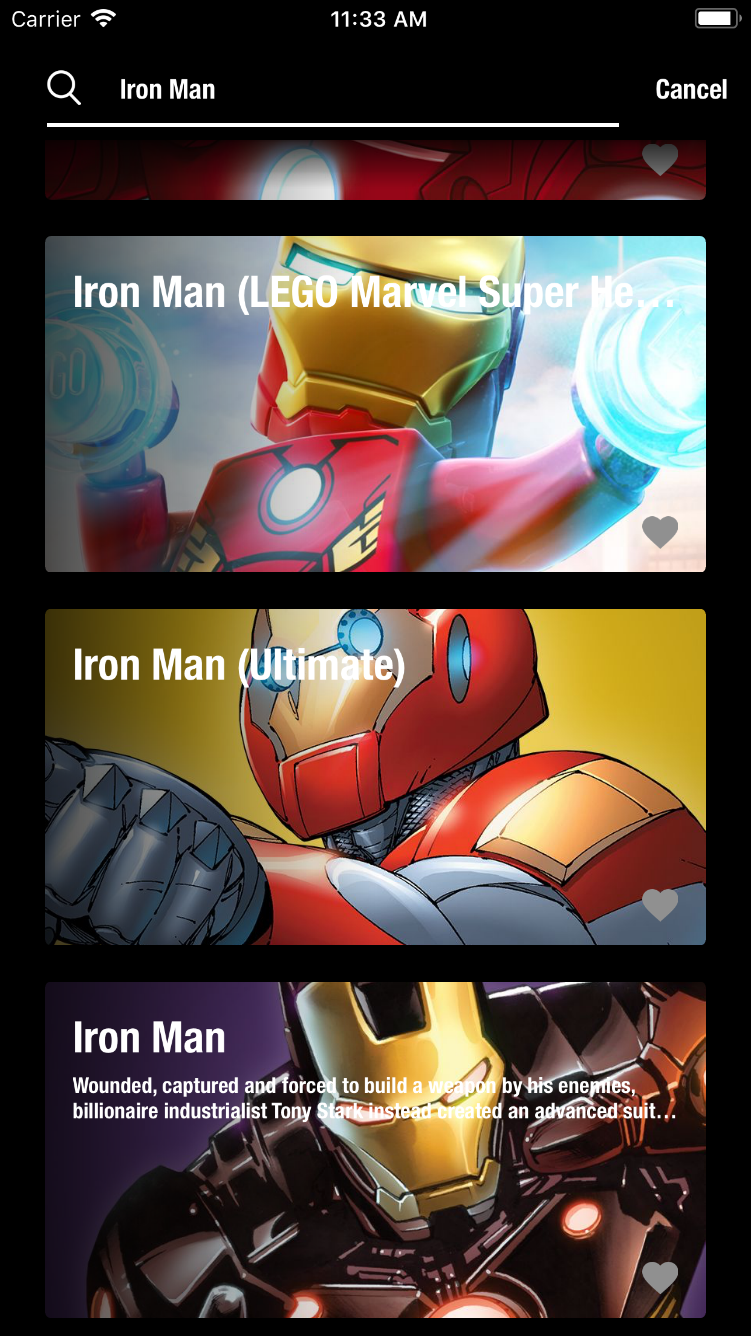 Carrier 11:33 AM
Iron Man Cancel
Iron Man (LEGO Marvel Super He…
GO
Iron Man (Ultimate)
Iron Man
Wounded, captured and forced to build a weapon by his enemies,
billionaire industrialist Tony Stark instead created an advanced suit…